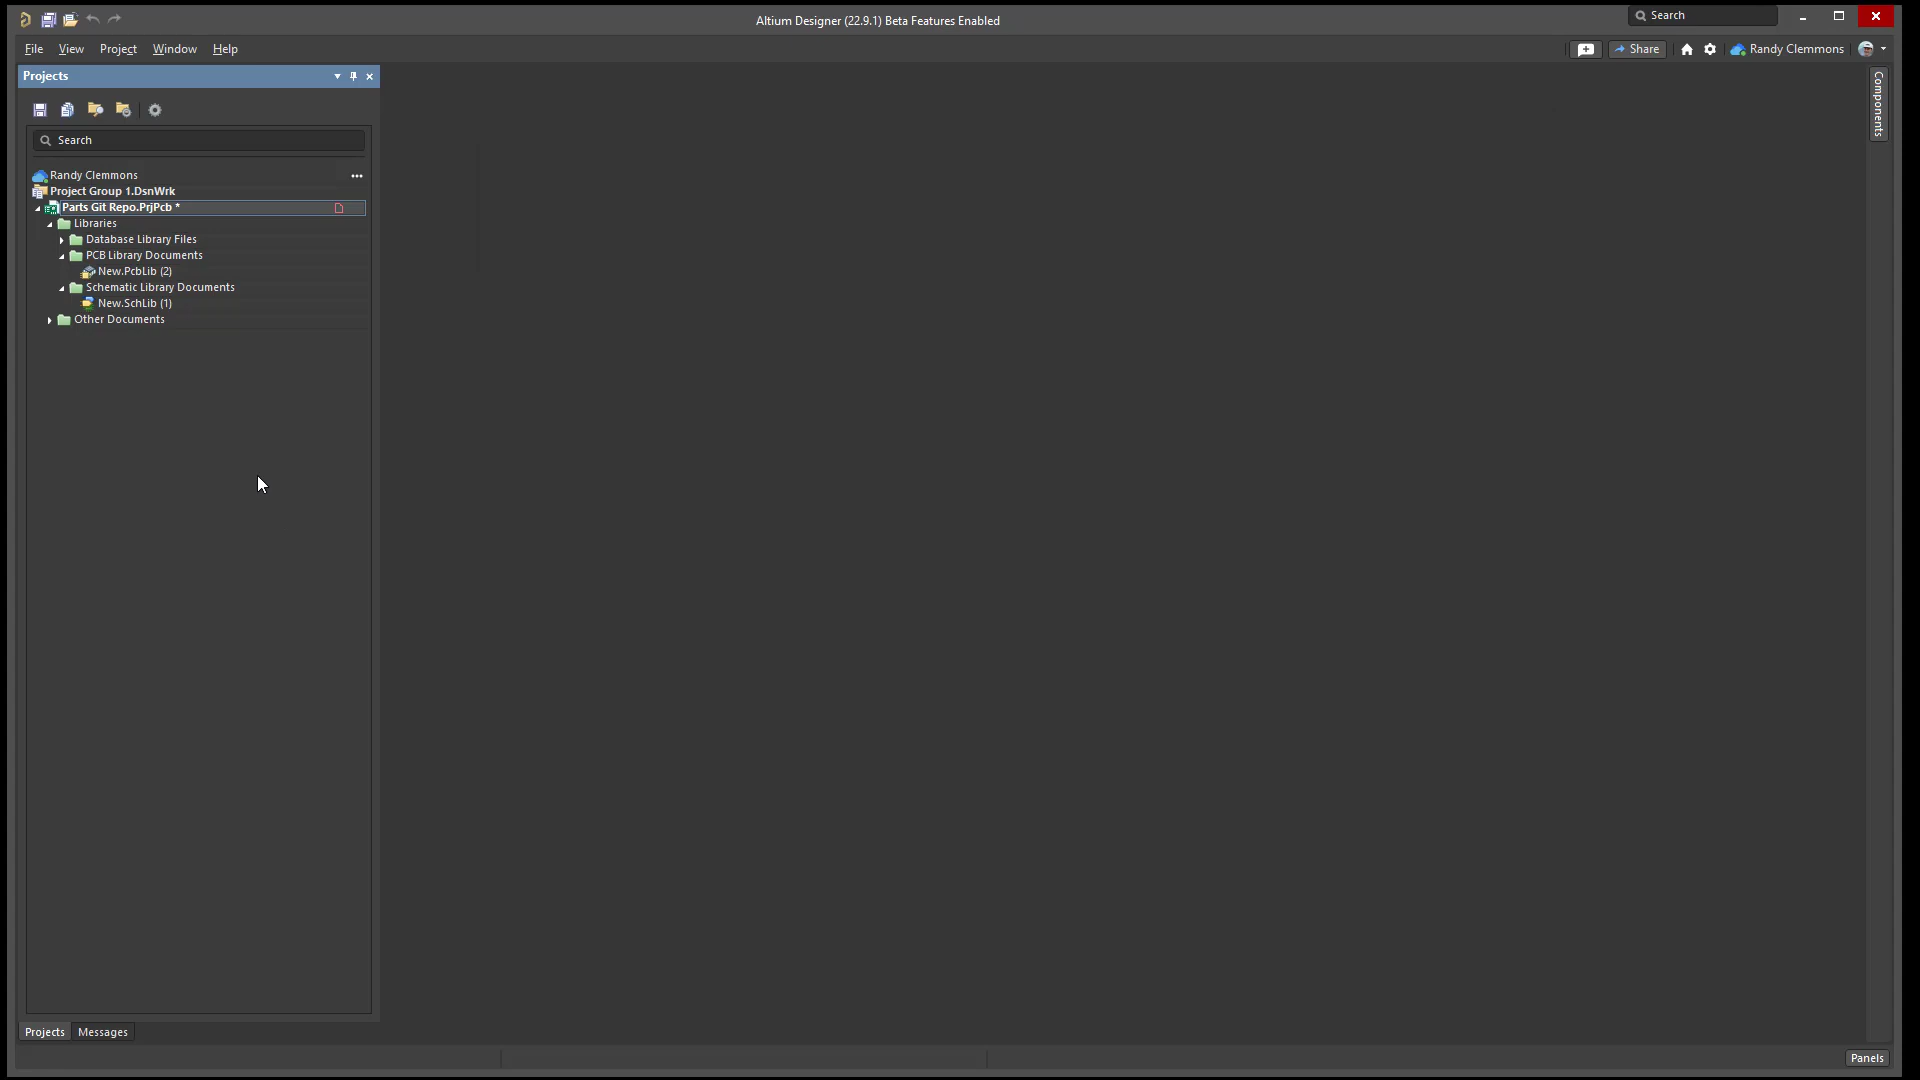 Altium Designer (22.9.1) Beta Features Enabled
Search
File View Project Window Help
Share
Randy Clemmons
Projects
Components
Search
Randy Clemmons
Project Group 1.DsnWrk
Parts Git Repo.PrjPcb *
Libraries
Database Library Files
PCB Library Documents
New.PcbLib (2)
Schematic Library Documents
New.SchLib (1)
Other Documents
Projects Messages
Panels